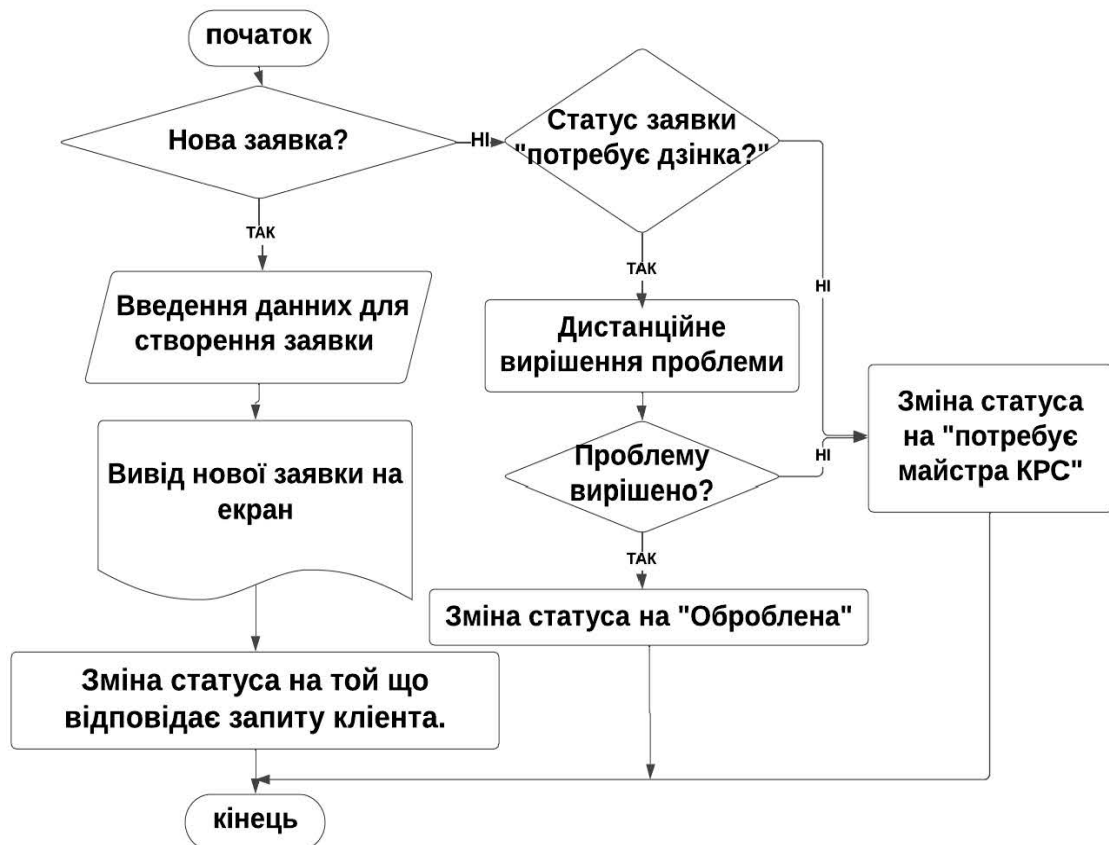 початок
Нова заявка?
НІ
Статус заявки
"потребує дзінка?"
ТАК
ТАК
НІ
Введення данних для
створення заявки
Дистанційне
вирішення проблеми
Зміна статуса
на "потребує
майстра КРС"
Вивід нової заявки на
екран
Проблему
вирішено?
НІ
ТАК
Зміна статуса на "Оброблена"
Зміна статуса на той що
відповідає запиту кліента.
кінець